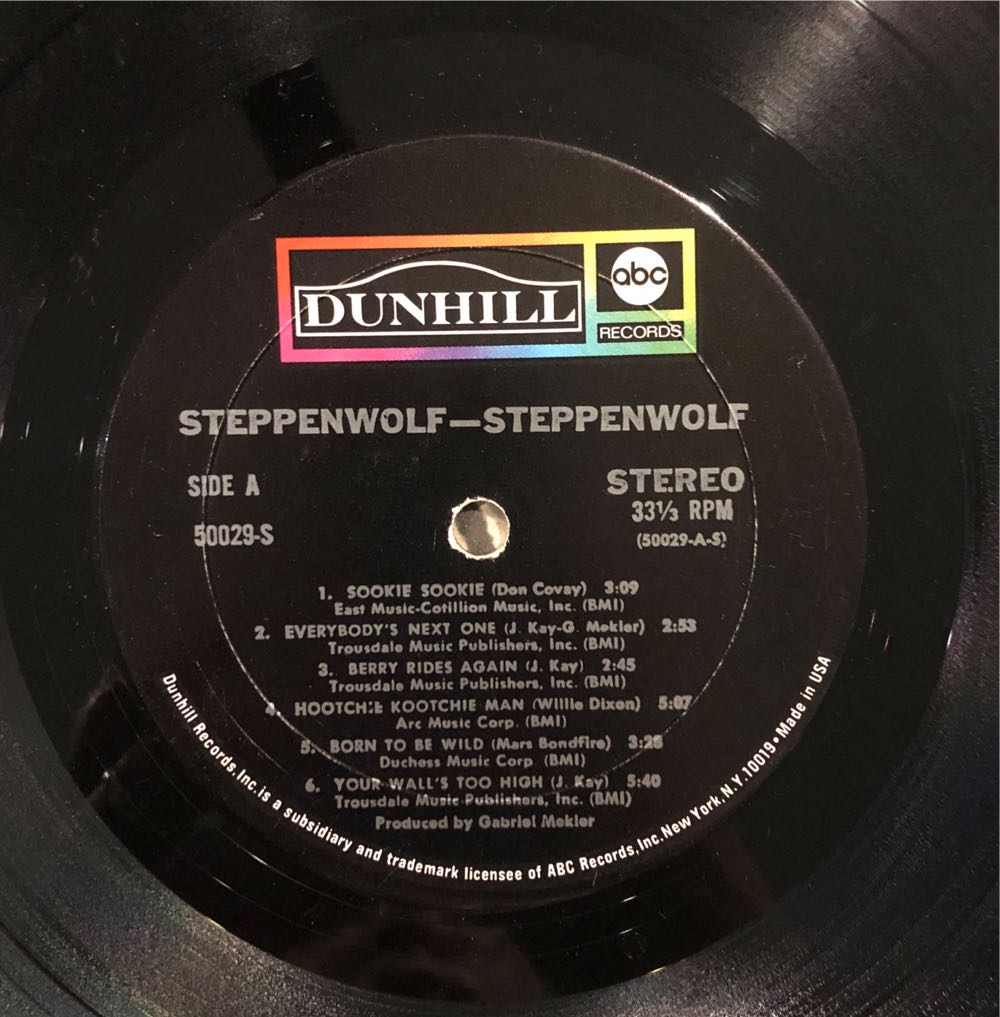 DUNHILL
abc
RECORDS
STEPPENWOLF—STEPPENWOLF
SIDE A
STEREO
50029-S
33⅓ RPM
(50029-A-S)
1. SOOKIE SOOKIE (Don Covay) 3:09
East Music-Cotillion Music, Inc. (BMI)
2. EVERYBODY'S NEXT ONE (J. Kay-G. Mekler) 2:53
Trousdale Music Publishers, Inc. (BMI)
3. BERRY RIDES AGAIN (J. Kay) 2:45
Trousdale Music Publishers, Inc. (BMI)
4. HOOTCHIE KOOTCHIE MAN (Willie Dixon) 5:07
Arc Music Corp. (BMI)
5. BORN TO BE WILD (Mars Bondfire) 3:28
Duchess Music Corp (BMI)
6. YOUR WALL'S TOO HIGH (J. Kay) 5:40
Trousdale Music Publishers, Inc. (BMI)
Produced by Gabriel Mekler
Dunhill Records, Inc. is a subsidiary and trademark licensee of ABC Records, Inc. New York, N.Y. 10019 • Made in USA